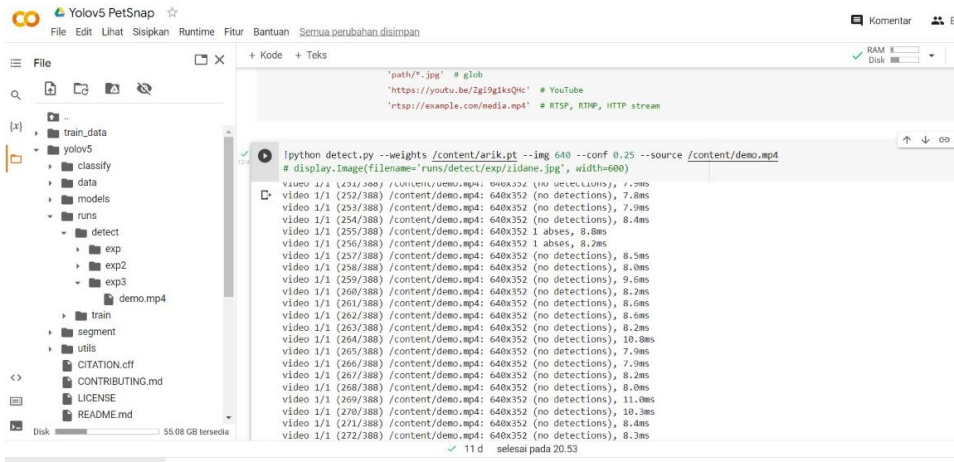 Yolov5 PetSnap
File Edit Lihat Sisipkan Runtime Fitur Bantuan Semua perubahan disimpan
Komentar
File
+ Kode + Teks
RAM
Disk
'path/*.jpg' # glob
'https://youtu.be/Zgi9g1ksQHc' # YouTube
'rtsp://example.com/media.mp4' # RTSP, RTMP, HTTP stream
..
train_data
yolov5
classify
data
models
runs
detect
exp
exp2
exp3
demo.mp4
train
segment
utils
CITATION.cff
CONTRIBUTING.md
LICENSE
README.md
Disk 55.08 GB tersedia
!python detect.py --weights /content/arik.pt --img 640 --conf 0.25 --source /content/demo.mp4
# display.Image(filename='runs/detect/exp/zidane.jpg', width=600)
video 1/1 (251/388) /content/demo.mp4: 640x352 (no detections), 7.9ms
video 1/1 (252/388) /content/demo.mp4: 640x352 (no detections), 7.8ms
video 1/1 (253/388) /content/demo.mp4: 640x352 (no detections), 7.9ms
video 1/1 (254/388) /content/demo.mp4: 640x352 (no detections), 8.4ms
video 1/1 (255/388) /content/demo.mp4: 640x352 1 abses, 8.8ms
video 1/1 (256/388) /content/demo.mp4: 640x352 1 abses, 8.2ms
video 1/1 (257/388) /content/demo.mp4: 640x352 (no detections), 8.5ms
video 1/1 (258/388) /content/demo.mp4: 640x352 (no detections), 8.0ms
video 1/1 (259/388) /content/demo.mp4: 640x352 (no detections), 9.6ms
video 1/1 (260/388) /content/demo.mp4: 640x352 (no detections), 8.2ms
video 1/1 (261/388) /content/demo.mp4: 640x352 (no detections), 8.6ms
video 1/1 (262/388) /content/demo.mp4: 640x352 (no detections), 8.6ms
video 1/1 (263/388) /content/demo.mp4: 640x352 (no detections), 8.2ms
video 1/1 (264/388) /content/demo.mp4: 640x352 (no detections), 10.8ms
video 1/1 (265/388) /content/demo.mp4: 640x352 (no detections), 7.9ms
video 1/1 (266/388) /content/demo.mp4: 640x352 (no detections), 7.9ms
video 1/1 (267/388) /content/demo.mp4: 640x352 (no detections), 8.2ms
video 1/1 (268/388) /content/demo.mp4: 640x352 (no detections), 8.0ms
video 1/1 (269/388) /content/demo.mp4: 640x352 (no detections), 11.0ms
video 1/1 (270/388) /content/demo.mp4: 640x352 (no detections), 10.3ms
video 1/1 (271/388) /content/demo.mp4: 640x352 (no detections), 8.4ms
video 1/1 (272/388) /content/demo.mp4: 640x352 (no detections), 8.3ms
11 d selesai pada 20.53